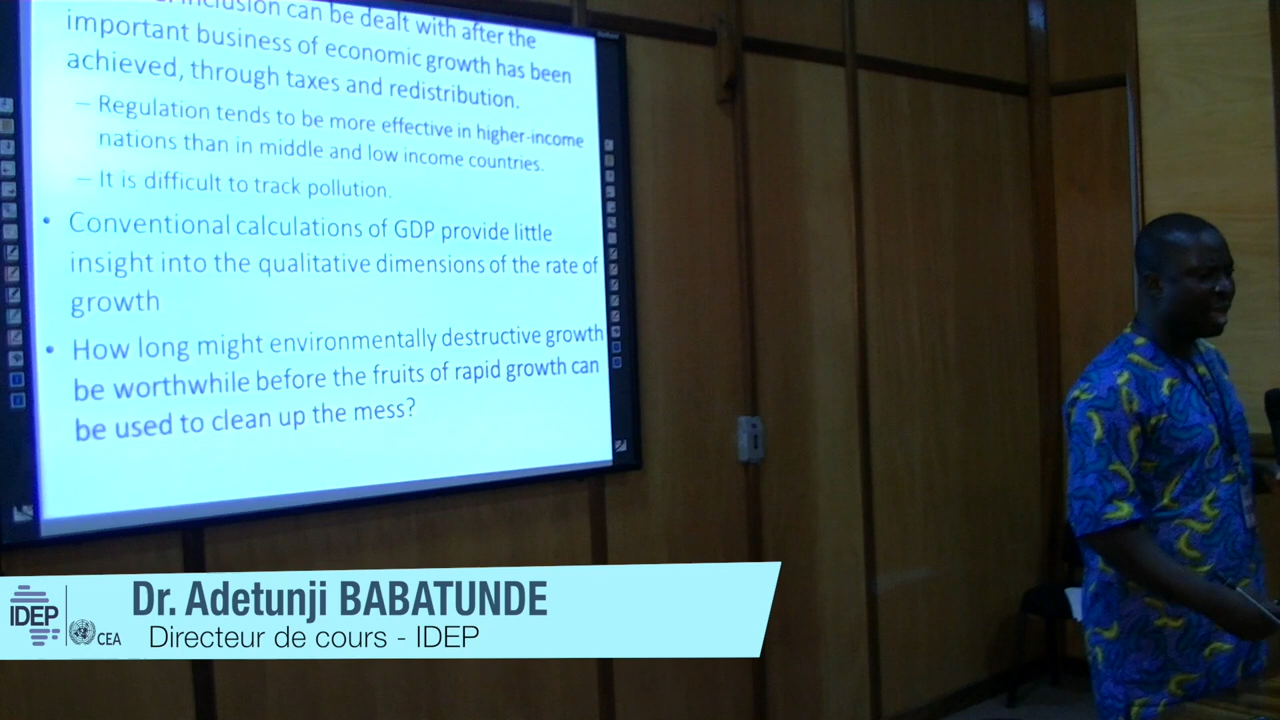 inclusion can be dealt with after the
important business of economic growth has been
achieved, through taxes and redistribution.
– Regulation tends to be more effective in higher-income
nations than in middle and low income countries.
– It is difficult to track pollution.
• Conventional calculations of GDP provide little
insight into the qualitative dimensions of the rate of
growth
• How long might environmentally destructive growth
be worthwhile before the fruits of rapid growth can
be used to clean up the mess?
IDEP
CEA
Dr. Adetunji BABATUNDE
Directeur de cours - IDEP